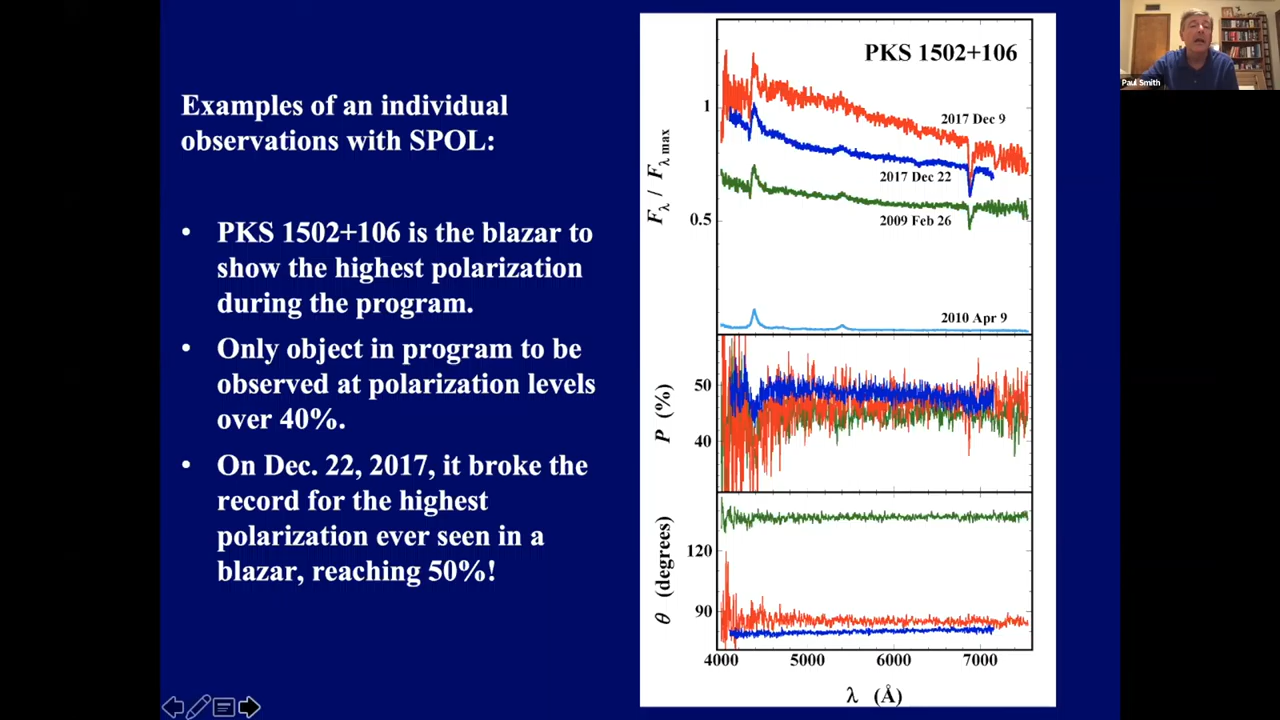 Examples of an individual
observations with SPOL:
• PKS 1502+106 is the blazar to
show the highest polarization
during the program.
• Only object in program to be
observed at polarization levels
over 40%.
• On Dec. 22, 2017, it broke the
record for the highest
polarization ever seen in a
blazar, reaching 50%!
PKS 1502+106
1
2017 Dec 9
F_λ / F_λ max
2017 Dec 22
0.5
2009 Feb 26
2010 Apr 9
50
P (%)
40
θ (degrees)
120
90
4000 5000 6000 7000
λ (Å)
Paul Smith